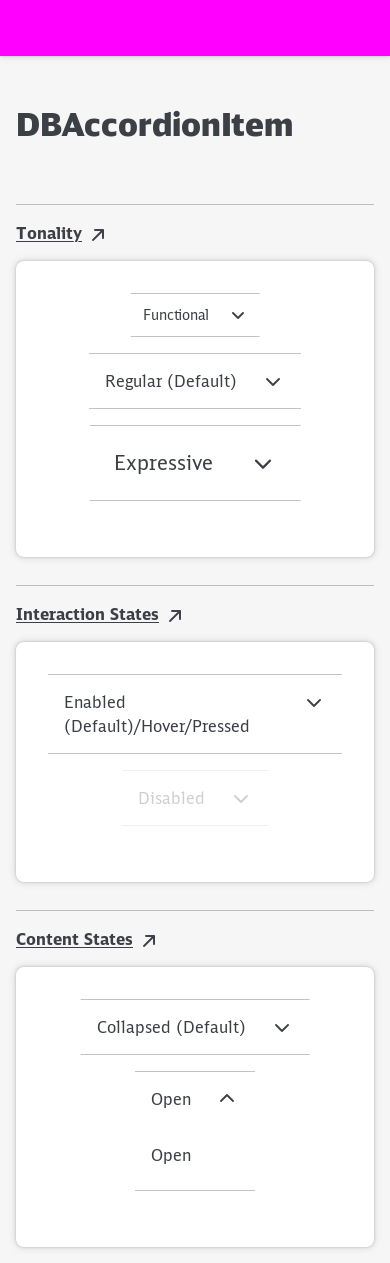 DBAccordionItem
Tonality
Functional
Regular (Default)
Expressive
Interaction States
Enabled
(Default)/Hover/Pressed
Disabled
Content States
Collapsed (Default)
Open
Open